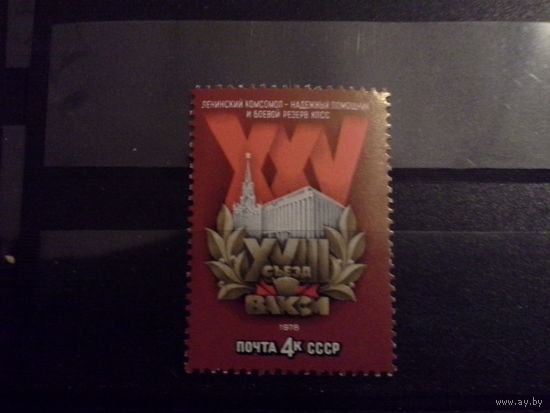 ЛЕНИНСКИЙ КОМСОМОЛ - НАДЕЖНЫЙ ПОМОЩНИК
И БОЕВОЙ РЕЗЕРВ КПСС
XXV
XVIII
СЪЕЗД
ВЛКСМ
1978
ПОЧТА 4К СССР
www.ay.by